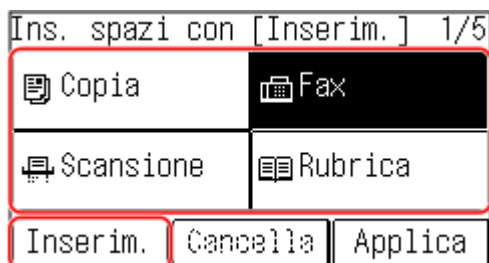 Ins. spazi con [Inserim.] 1/5
Copia Fax
Scansione Rubrica
Inserim. Cancella Applica